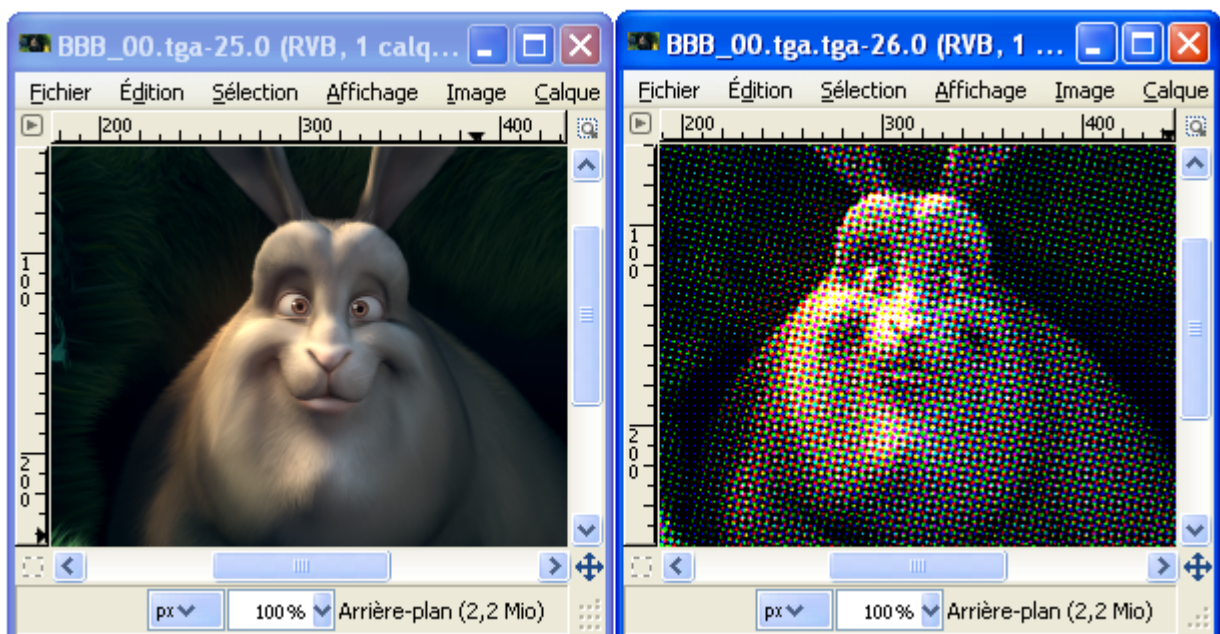 BBB_00.tga-25.0 (RVB, 1 calq...
Fichier Édition Sélection Affichage Image Calque
200 300 400
100
200
px 100 % Arrière-plan (2,2 Mio)
BBB_00.tga.tga-26.0 (RVB, 1 ...
Fichier Édition Sélection Affichage Image Calque
200 300 400
100
200
px 100 % Arrière-plan (2,2 Mio)